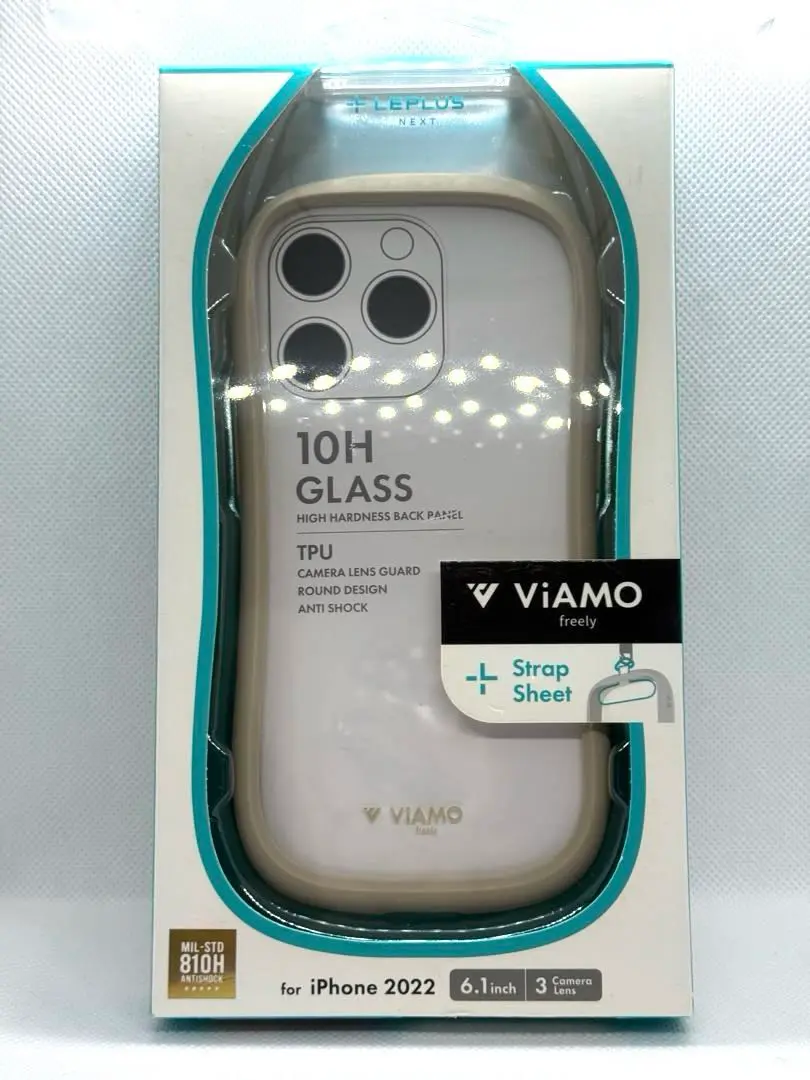 LEPLUS
NEXT
10H
GLASS
HIGH HARDNESS BACK PANEL
TPU
CAMERA LENS GUARD
ROUND DESIGN
ANTI SHOCK
ViAMO
freely
Strap
Sheet
ViAMO
freely
MIL-STD
810H
ANTISHOCK
★★★★★
for iPhone 2022
6.1inch
3 Camera
Lens